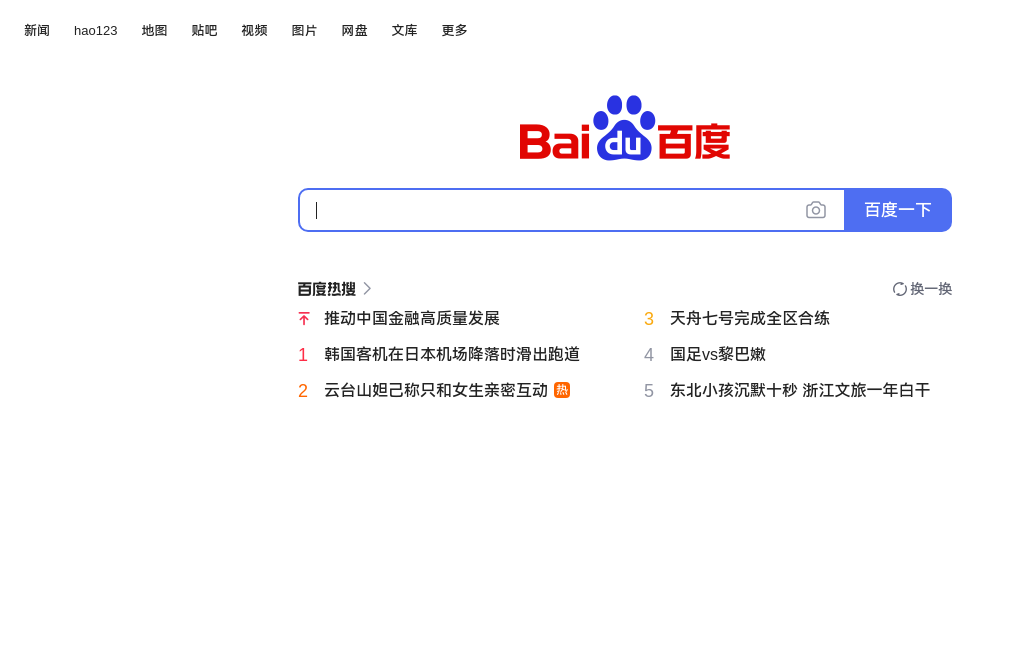 新闻 hao123 地图 贴吧 视频 图片 网盘 文库 更多
Bai du 百度
百度一下
百度热搜 换一换
推动中国金融高质量发展
3 天舟七号完成全区合练
1 韩国客机在日本机场降落时滑出跑道
4 国足vs黎巴嫩
2 云台山妲己称只和女生亲密互动 热
5 东北小孩沉默十秒 浙江文旅一年白干